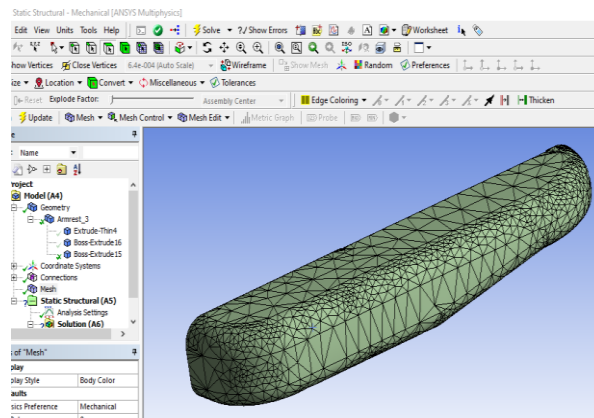 Static Structural - Mechanical [ANSYS Multiphysics]
Edit View Units Tools Help Solve ?/ Show Errors Worksheet
how Vertices Close Vertices 6.4e-004 (Auto Scale) Wireframe Show Mesh Random Preferences
ize Location Convert Miscellaneous Tolerances
Reset Explode Factor: Assembly Center Edge Coloring Thicken
Update Mesh Mesh Control Mesh Edit Metric Graph Probe
e
: Name
roject
Model (A4)
Geometry
Armrest_3
Extrude-Thin4
Boss-Extrude16
Boss-Extrude15
Coordinate Systems
Connections
Mesh
Static Structural (A5)
Analysis Settings
Solution (A6)
s of "Mesh"
play
play Style Body Color
aults
sics Preference Mechanical